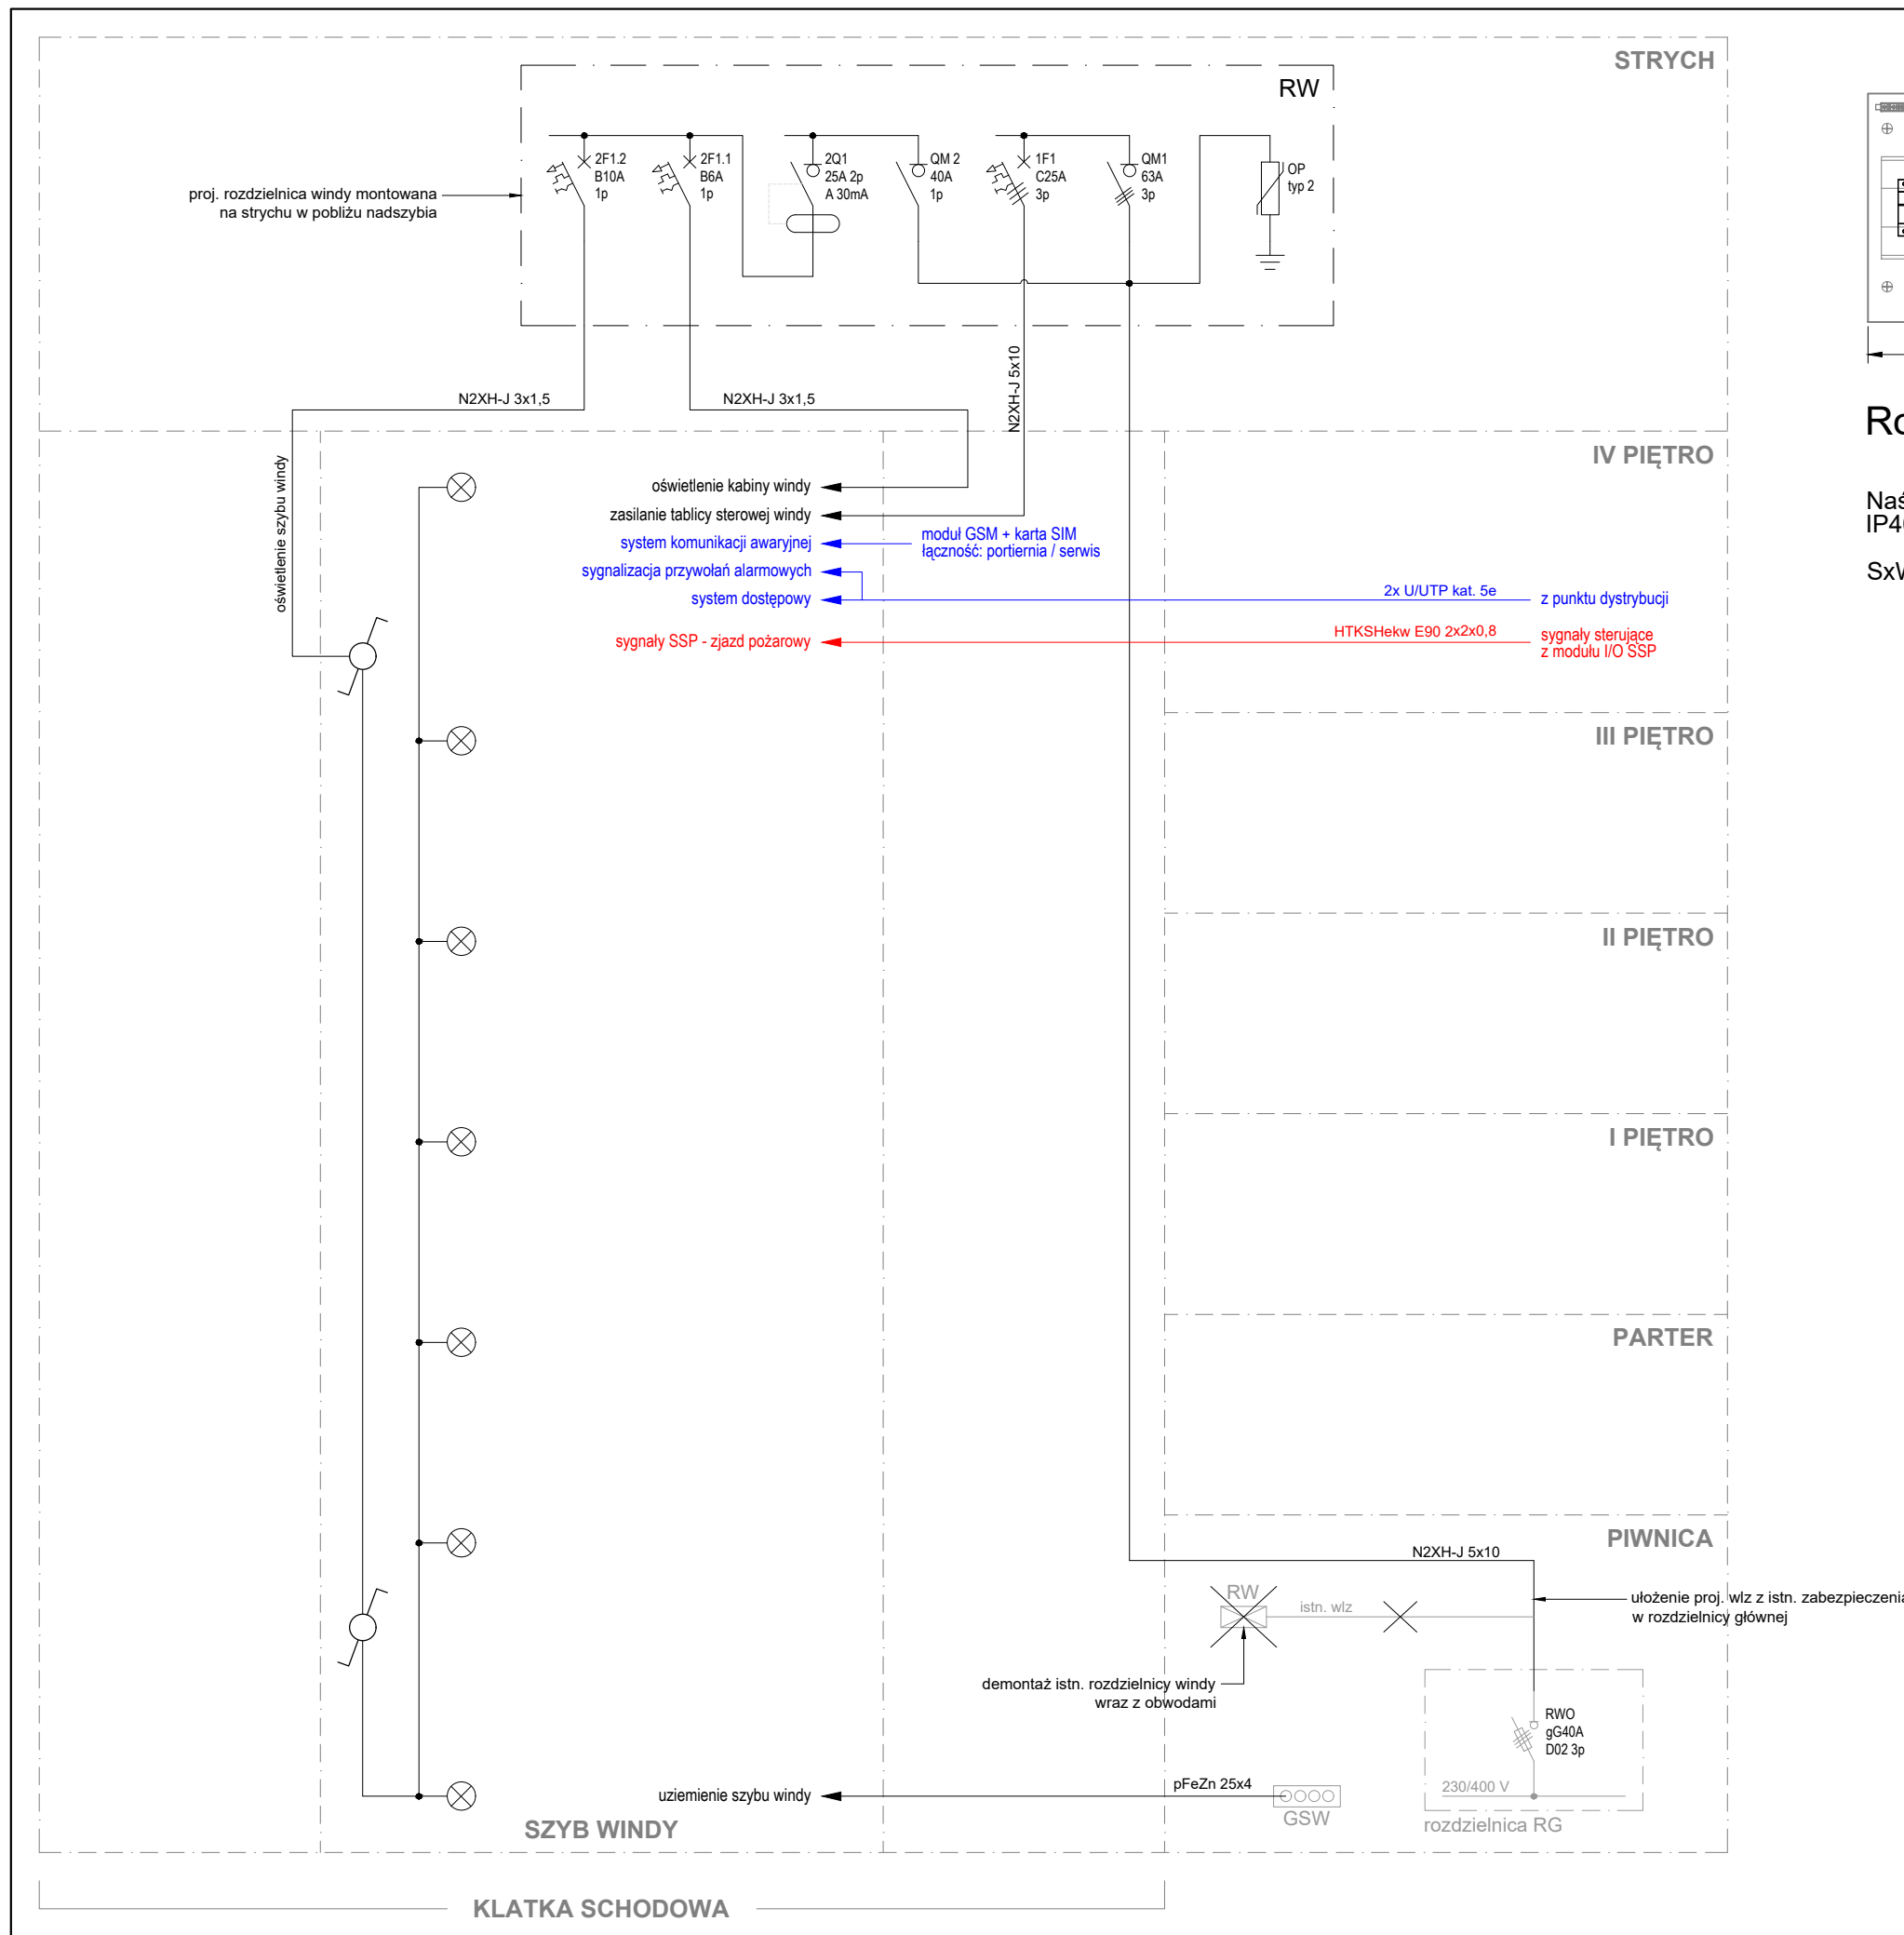 STRYCH
RW
2F1.2
B10A
1p
2F1.1
B6A
1p
2Q1
25A 2p
A 30mA
QM 2
40A
1p
1F1
C25A
3p
QM1
63A
3p
OP
typ 2
proj. rozdzielnica windy montowana
na strychu w pobliżu nadszybia
N2XH-J 3x1,5
N2XH-J 3x1,5
N2XH-J 5x10
oświetlenie szybu windy
IV PIĘTRO
oświetlenie kabiny windy
zasilanie tablicy sterowej windy
system komunikacji awaryjnej
moduł GSM + karta SIM
łączność: portiernia / serwis
sygnalizacja przywołań alarmowych
system dostępowy
2x U/UTP kat. 5e
z punktu dystrybucji
sygnały SSP - zjazd pożarowy
HTKSHekw E90 2x2x0,8
sygnały sterujące
z modułu I/O SSP
III PIĘTRO
II PIĘTRO
I PIĘTRO
PARTER
PIWNICA
N2XH-J 5x10
RW
istn. wlz
ułożenie proj. wlz z istn.
w rozdzielnicy głównej
demontaż istn. rozdzielnicy windy
wraz z obwodami
RWO
gG40A
D02 3p
230/400 V
rozdzielnica RG
uziemienie szybu windy
pFeZn 25x4
GSW
SZYB WINDY
KLATKA SCHODOWA